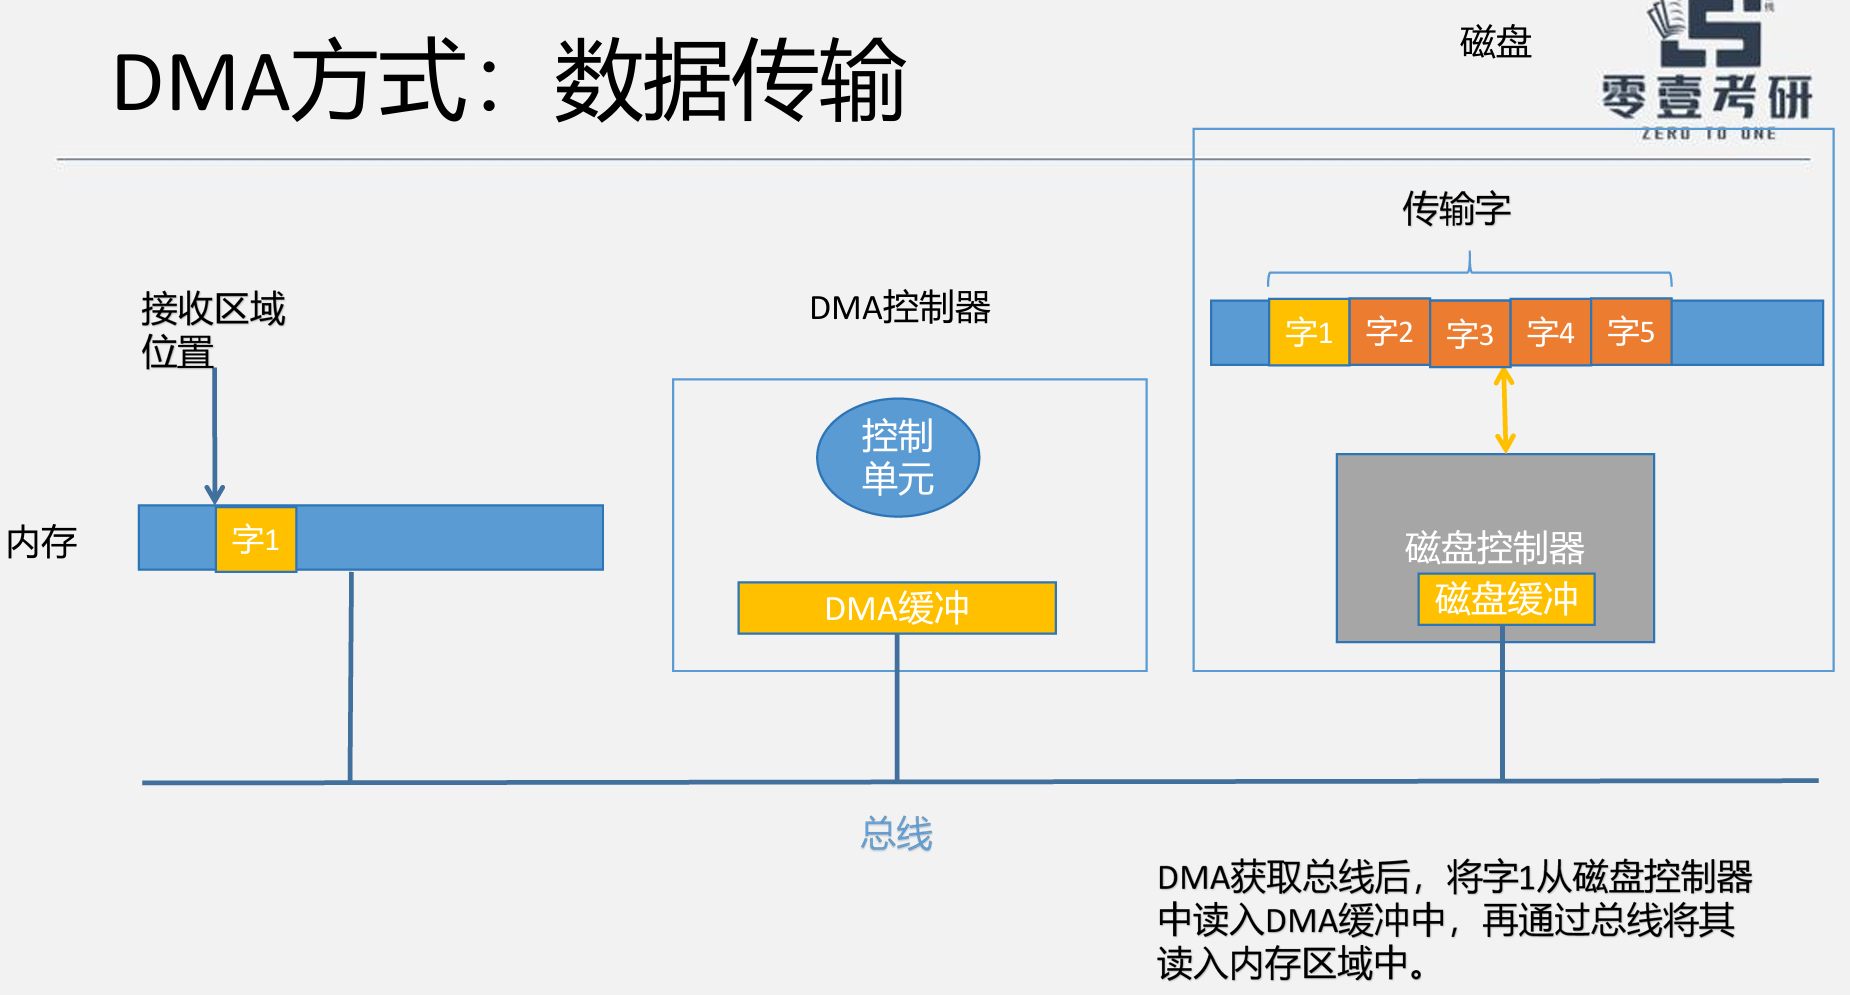 DMA方式：数据传输
磁盘
零壹考研
ZERO TO ONE
传输字
接收区域
位置
DMA控制器
字1 字2 字3 字4 字5
控制
单元
内存
字1
磁盘控制器
DMA缓冲
磁盘缓冲
总线
DMA获取总线后，将字1从磁盘控制器
中读入DMA缓冲中，再通过总线将其
读入内存区域中。